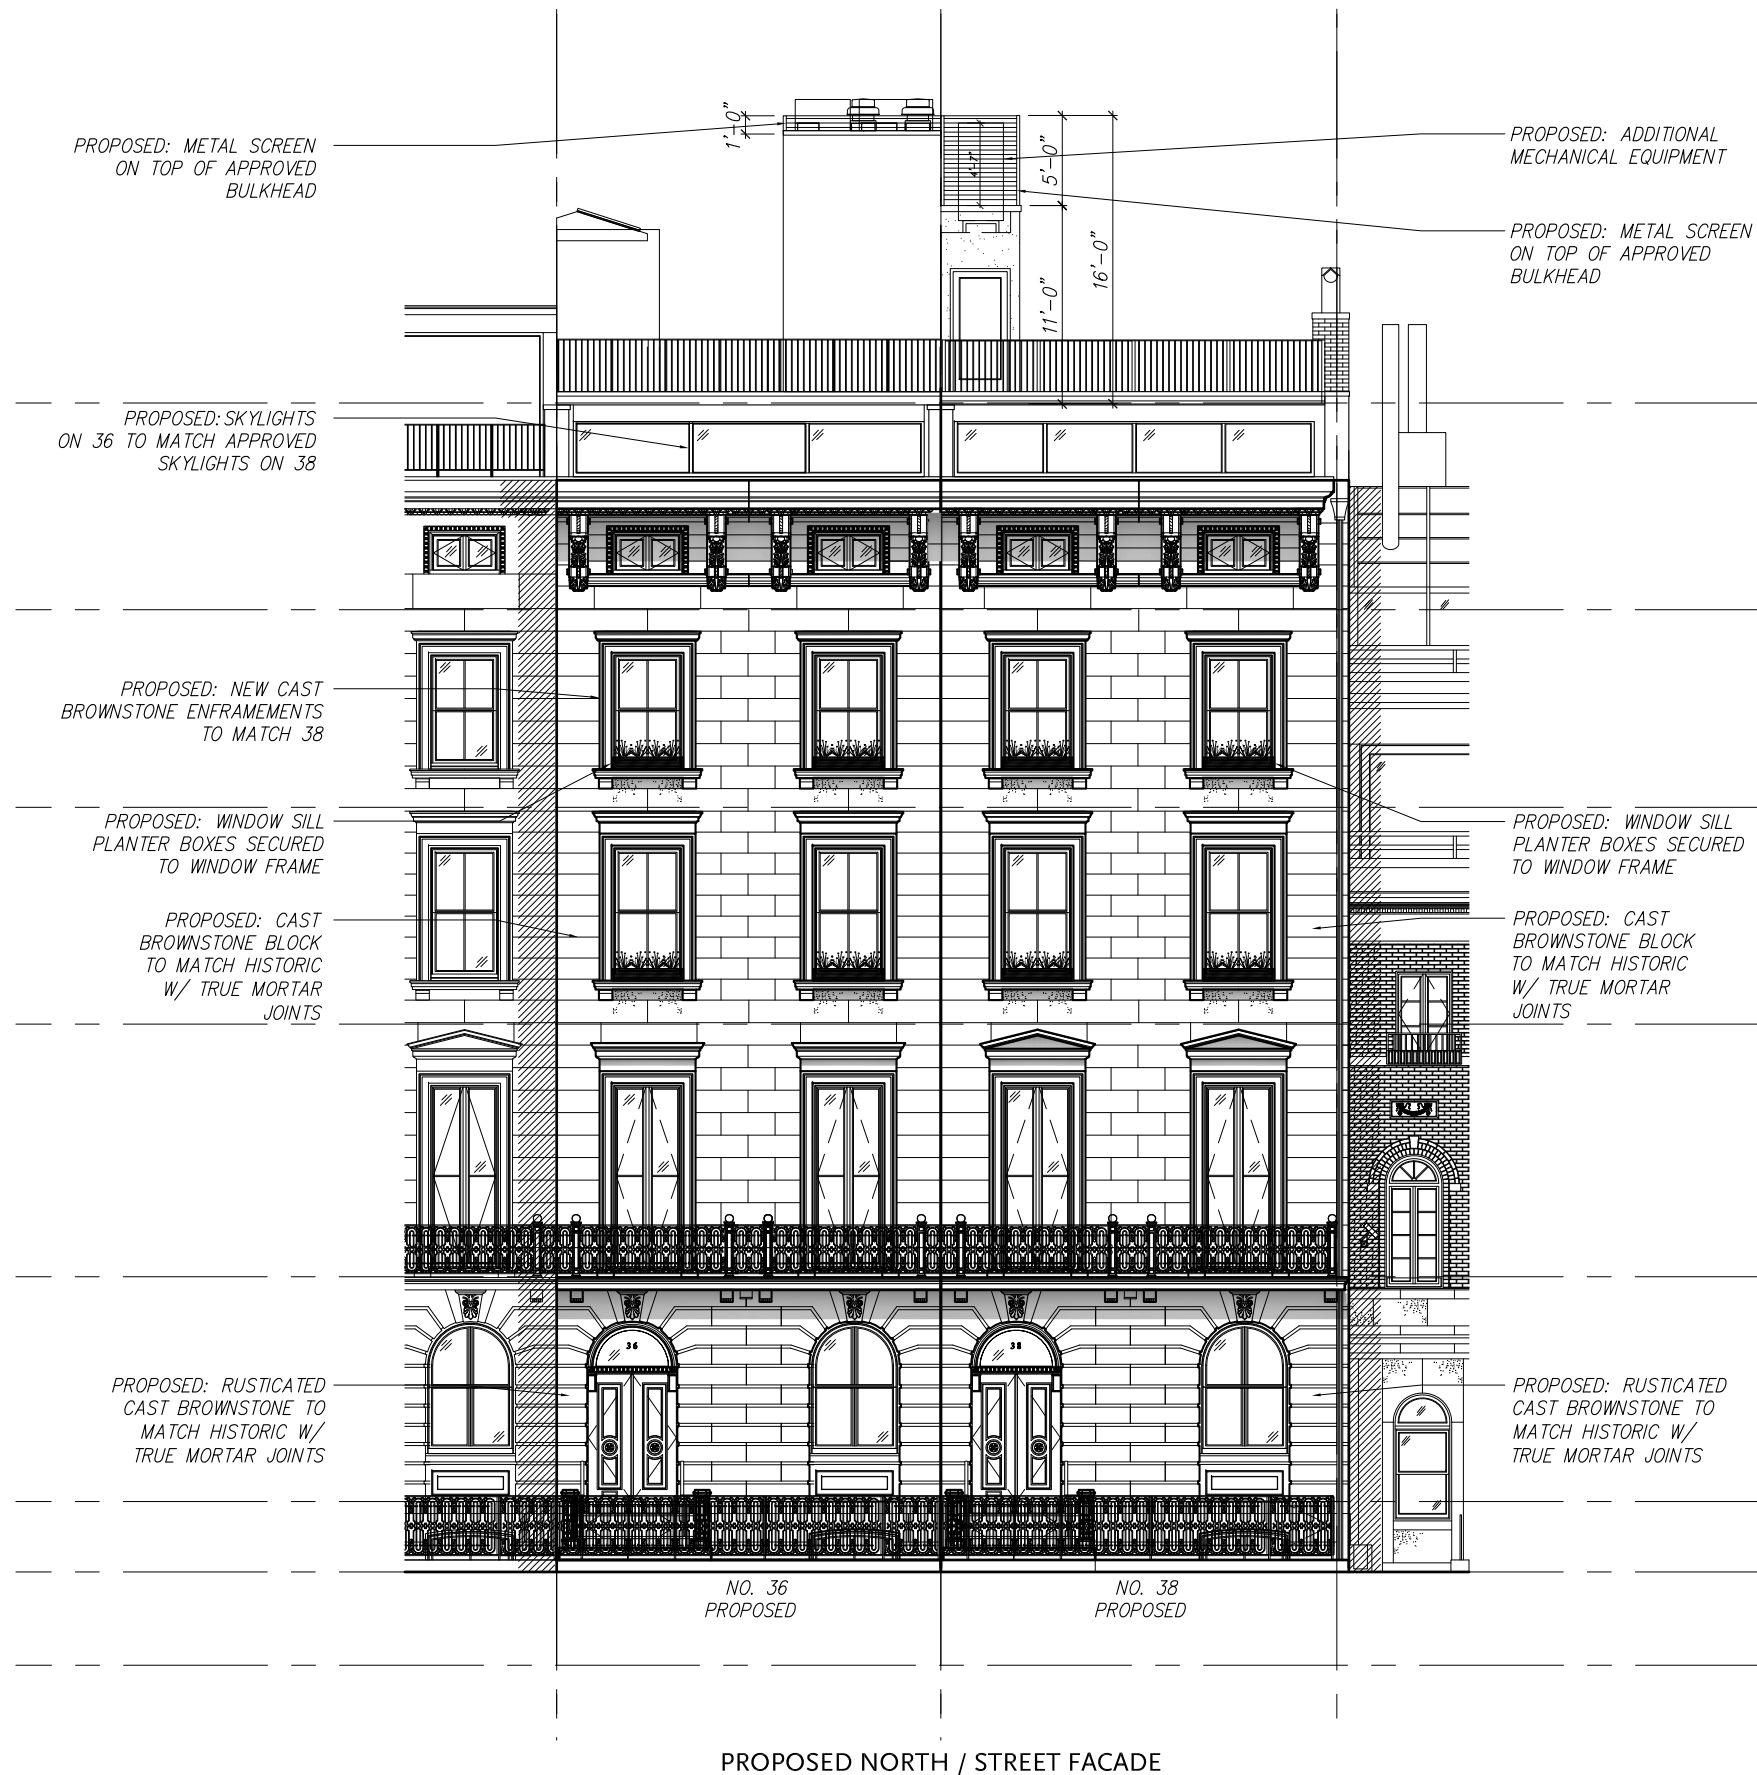 PROPOSED: METAL SCREEN
ON TOP OF APPROVED
BULKHEAD
1'-0"
4'-7"
5'-0"
11'-0"
16'-0"
PROPOSED: ADDITIONAL
MECHANICAL EQUIPMENT
PROPOSED: METAL SCREEN
ON TOP OF APPROVED
BULKHEAD
PROPOSED: SKYLIGHTS
ON 36 TO MATCH APPROVED
SKYLIGHTS ON 38
PROPOSED: NEW CAST
BROWNSTONE ENFRAMEMENTS
TO MATCH 38
PROPOSED: WINDOW SILL
PLANTER BOXES SECURED
TO WINDOW FRAME
PROPOSED: WINDOW SILL
PLANTER BOXES SECURED
TO WINDOW FRAME
PROPOSED: CAST
BROWNSTONE BLOCK
TO MATCH HISTORIC
W/ TRUE MORTAR
JOINTS
PROPOSED: CAST
BROWNSTONE BLOCK
TO MATCH HISTORIC
W/ TRUE MORTAR
JOINTS
36
38
PROPOSED: RUSTICATED
CAST BROWNSTONE TO
MATCH HISTORIC W/
TRUE MORTAR JOINTS
PROPOSED: RUSTICATED
CAST BROWNSTONE TO
MATCH HISTORIC W/
TRUE MORTAR JOINTS
NO. 36
PROPOSED
NO. 38
PROPOSED
PROPOSED NORTH / STREET FACADE